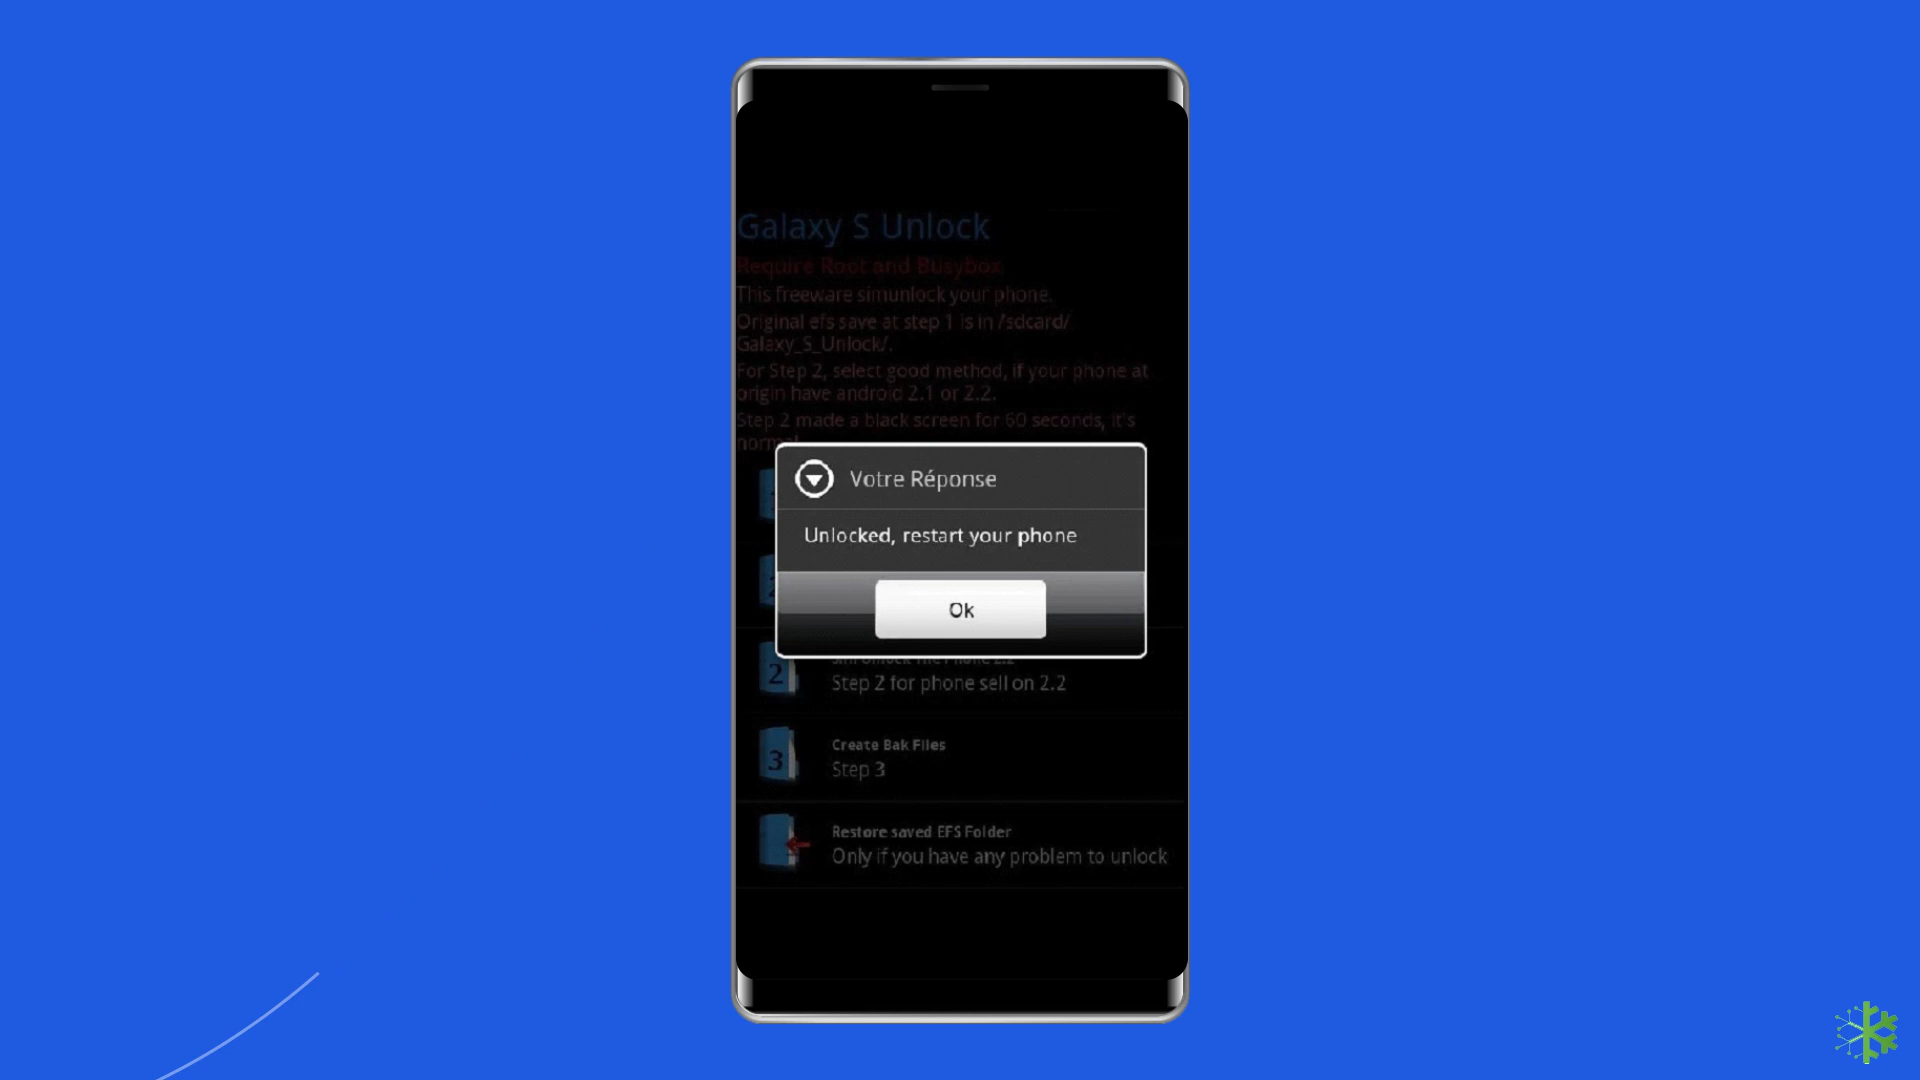 Galaxy S Unlock
Require Root and Busybox
This freeware simunlock your phone.
Original efs save at step 1 is in /sdcard/
Galaxy_S_Unlock/.
For Step 2, select good method, if your phone at
origin have android 2.1 or 2.2.
Step 2 made a black screen for 60 seconds, it's
normal
Votre Réponse
Unlocked, restart your phone
Ok
2
Step 2 for phone sell on 2.2
3
Create Bak Files
Step 3
Restore saved EFS Folder
Only if you have any problem to unlock